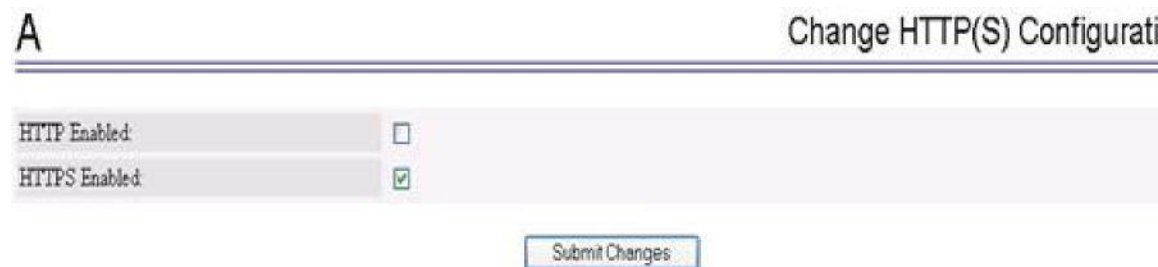 A
Change HTTP(S) Configurati
HTTP Enabled:
HTTPS Enabled:
Submit Changes